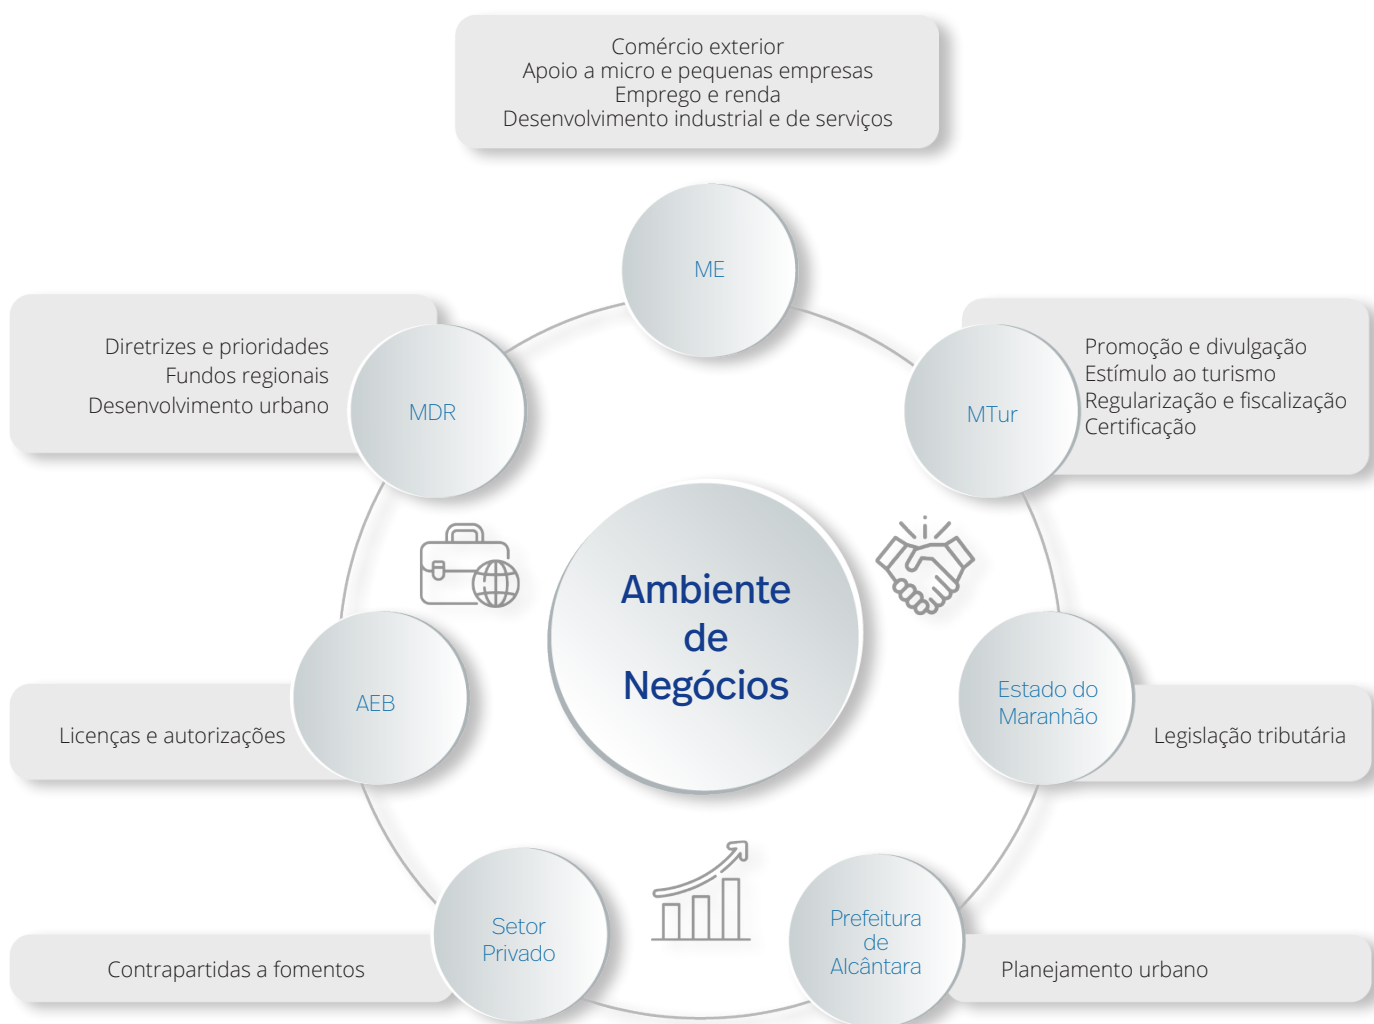 Comércio exterior
Apoio a micro e pequenas empresas
Emprego e renda
Desenvolvimento industrial e de serviços
ME
Diretrizes e prioridades
Fundos regionais
Desenvolvimento urbano
MDR
MTur
Promoção e divulgação
Estímulo ao turismo
Regularização e fiscalização
Certificação
Ambiente
de
Negócios
Licenças e autorizações
AEB
Estado do
Maranhão
Legislação tributária
Contrapartidas a fomentos
Setor
Privado
Prefeitura
de
Alcântara
Planejamento urbano